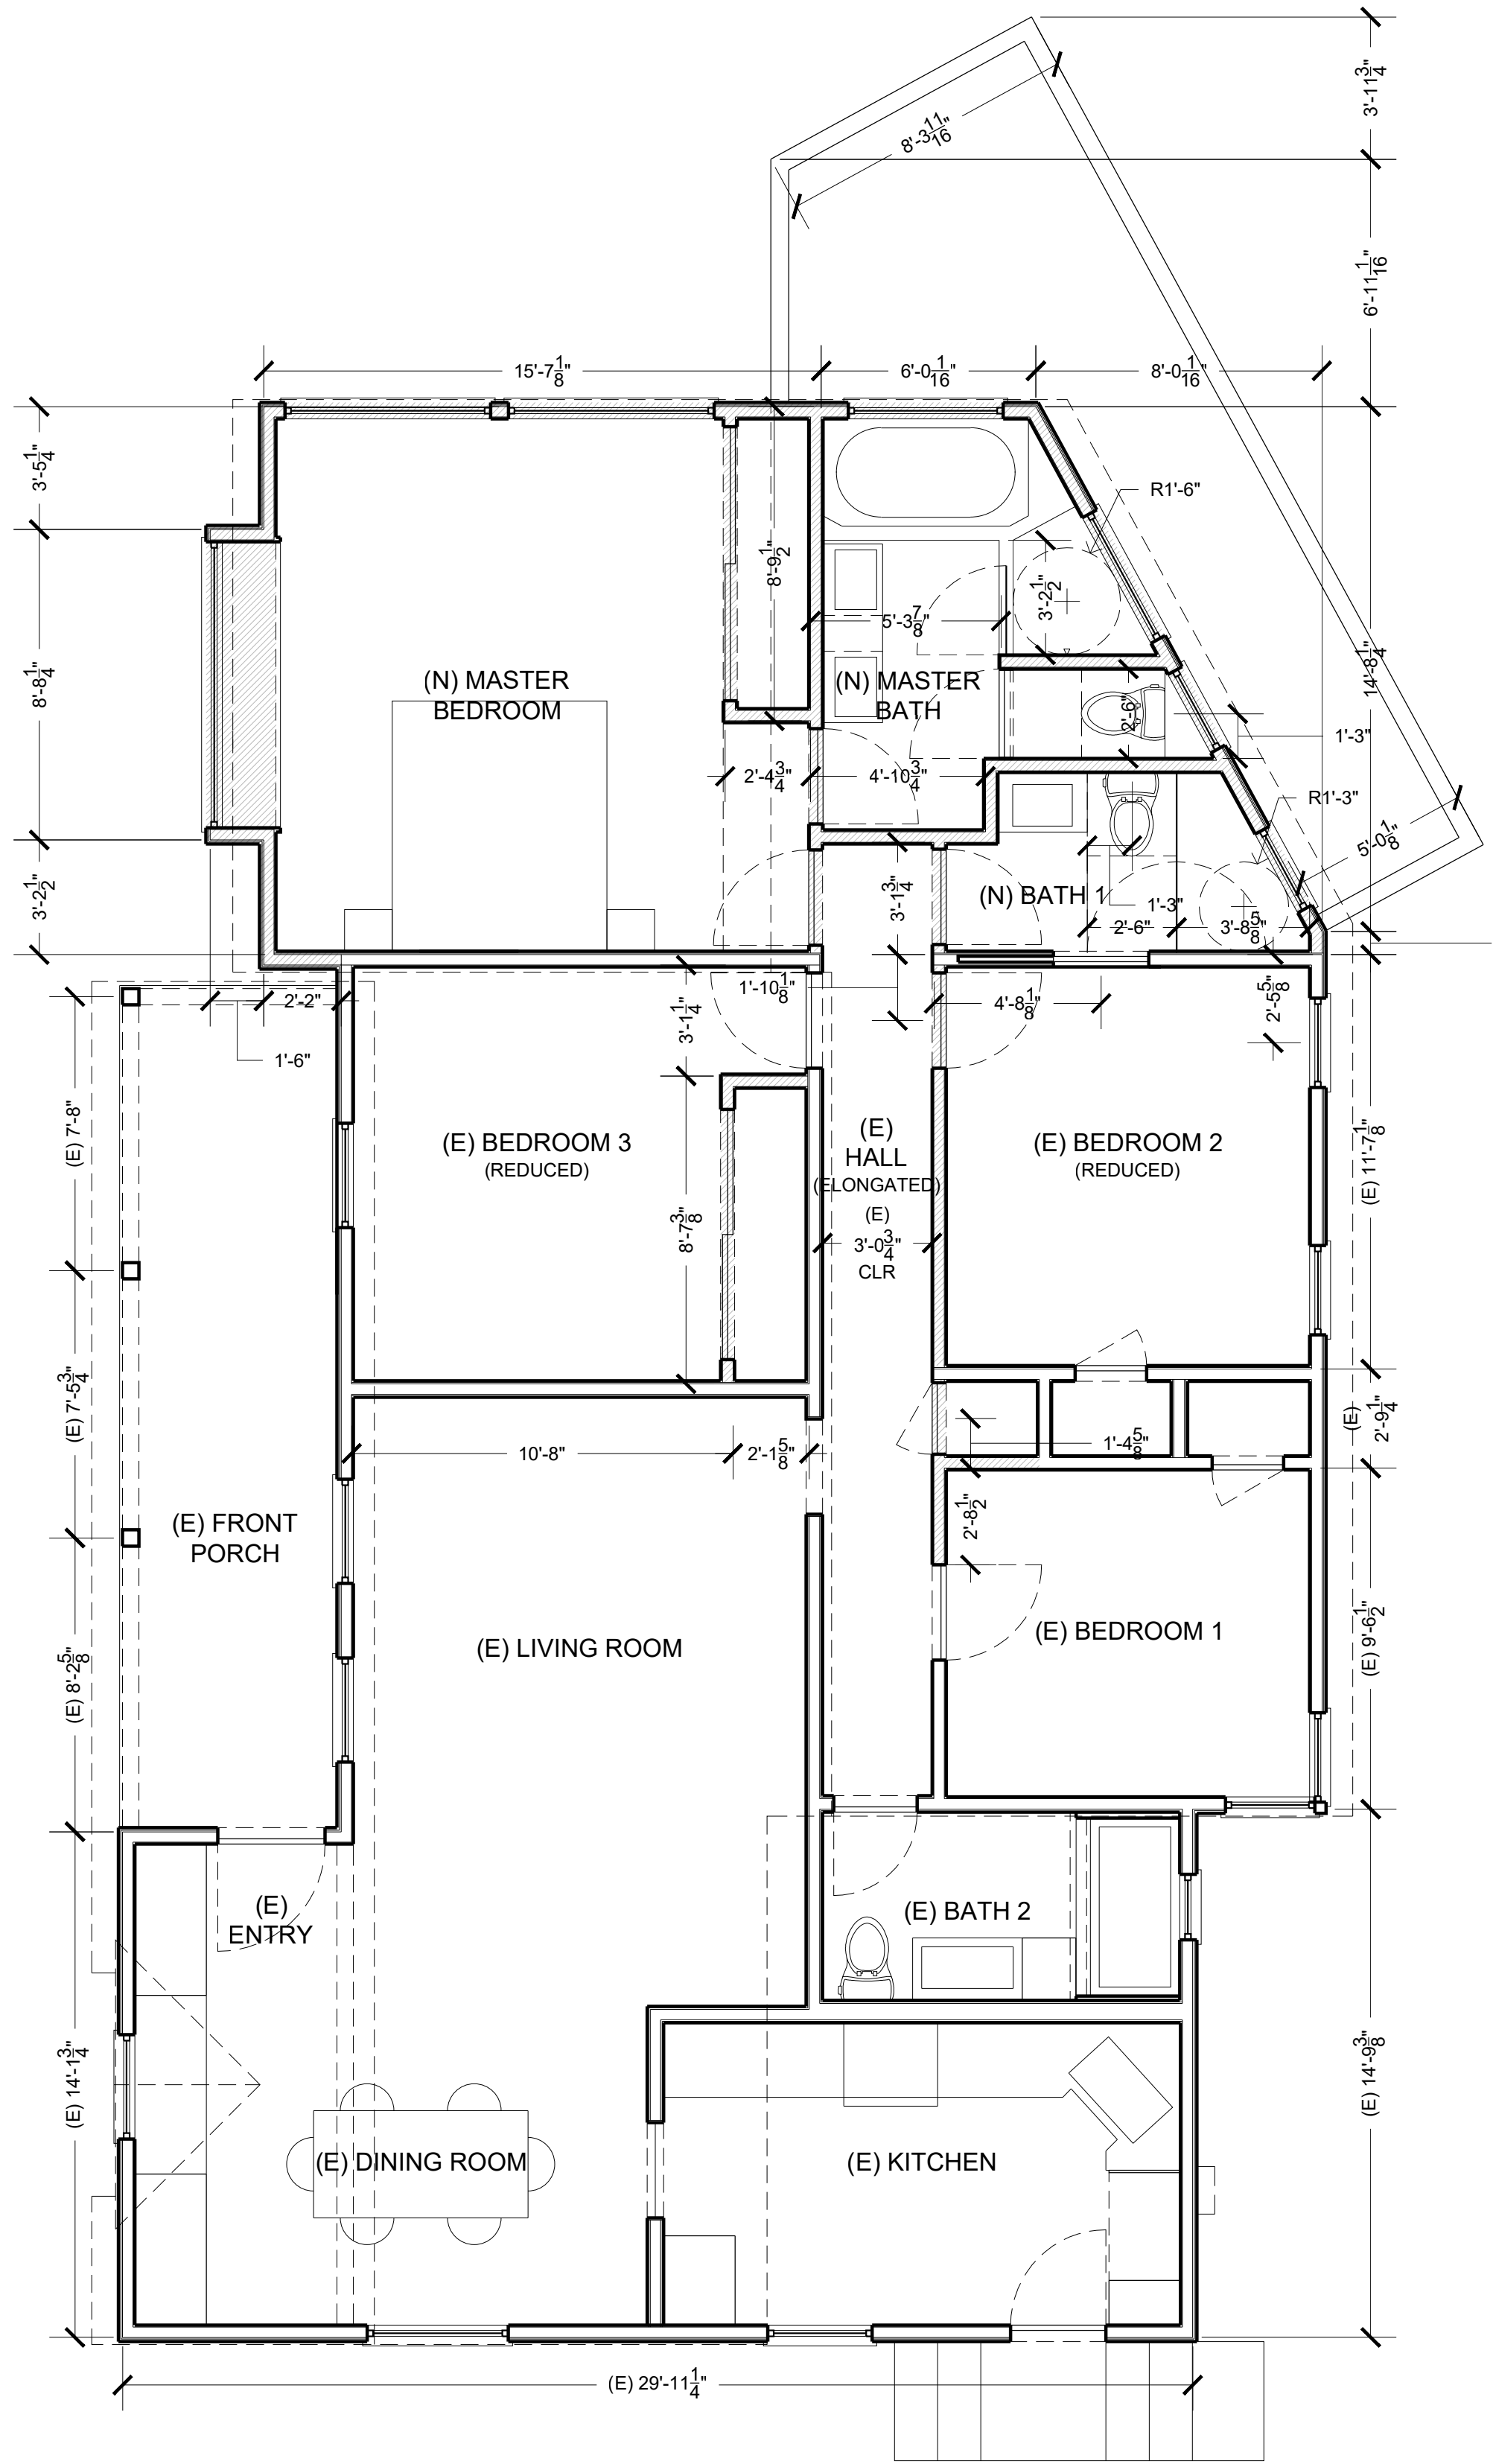 3'-11 3/4"
8'-3 11/16"
6'-11 1/16"
15'-7 1/8"
6'-0 1/16"
8'-0 1/16"
3'-5 1/4"
R1'-6"
8'-9 1/2"
3'-2 1/2"
5'-3 7/8"
8'-8 1/4"
14'-8 1/4"
(N) MASTER
BEDROOM
(N) MASTER
BATH
2'-6"
1'-3"
2'-4 3/4"
4'-10 3/4"
R1'-3"
5'-0 1/8"
3'-2 1/2"
3'-1 3/4"
(N) BATH 1
1'-3"
2'-6"
3'-8 5/8"
2'-2"
1'-10 1/8"
4'-8 1/8"
2'-5 5/8"
3'-1 1/4"
1'-6"
(E) 7'-8"
(E) BEDROOM 3
(REDUCED)
(E)
HALL
(ELONGATED)
(E)
3'-0 3/4"
CLR
(E) BEDROOM 2
(REDUCED)
(E) 11'-7 1/8"
8'-7 3/8"
(E) 7'-5 3/4"
(E)
2'-9 1/4"
10'-8"
2'-1 5/8"
1'-4 5/8"
2'-8 1/2"
(E) FRONT
PORCH
(E) LIVING ROOM
(E) BEDROOM 1
(E) 9'-6 1/2"
(E) 8'-2 5/8"
(E)
ENTRY
(E) BATH 2
(E) 14'-1 3/4"
(E) 14'-9 3/8"
(E) DINING ROOM
(E) KITCHEN
(E) 29'-11 1/4"